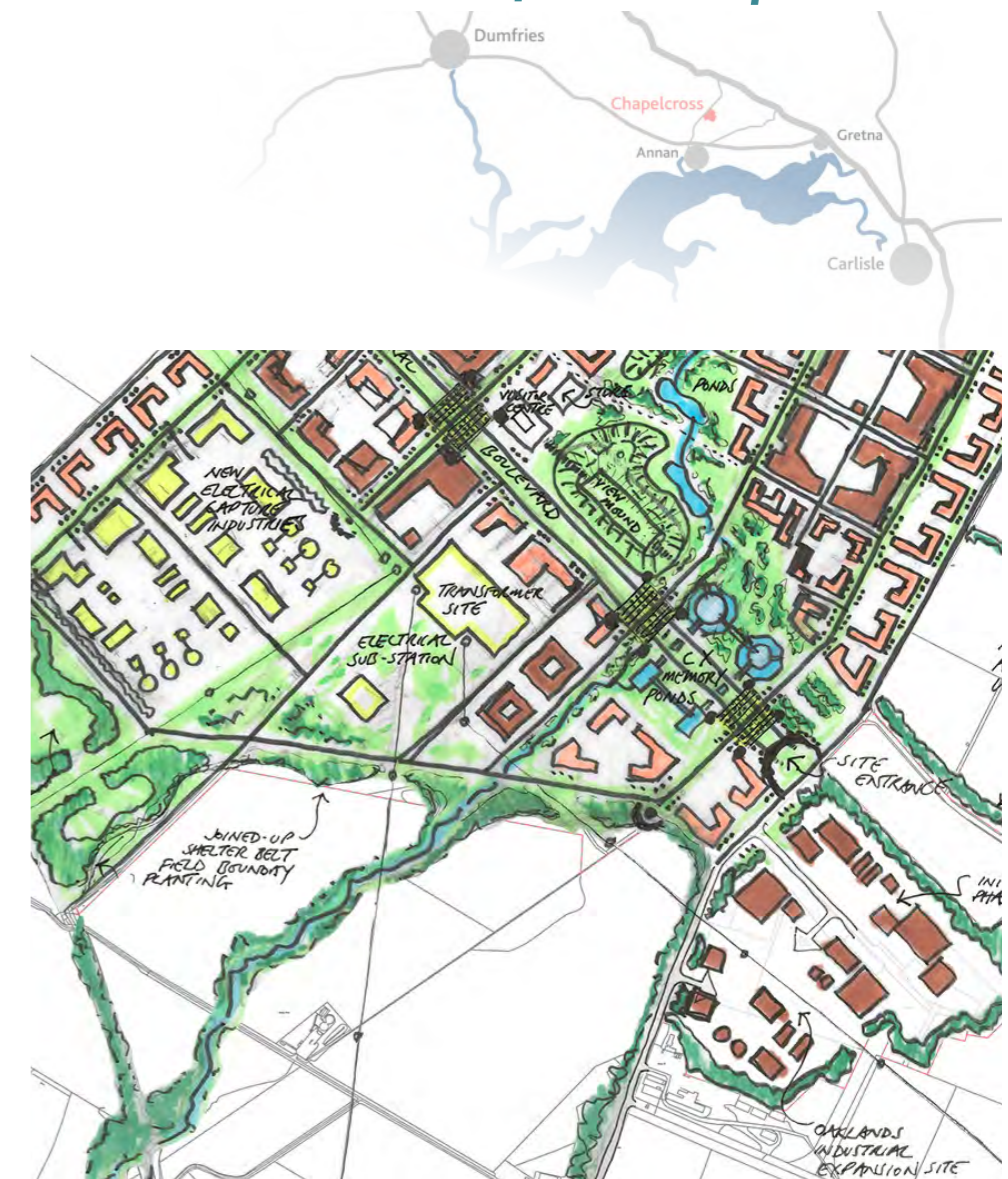 Dumfries
Chapelcross
Gretna
Annan
Carlisle
PONDS
VISITOR
CENTRE
STORE
BOULEVARD
VIEW
MOUND
NEW
ELECTRICAL
CAPTURE
INDUSTRIES
TRANSFORMER
SITE
ELECTRICAL
SUB-STATION
CX
MEMORY
PONDS
SITE
ENTRANCE
JOINED-UP
SHELTER BELT
FIELD BOUNDRY
PLANTING
OAKLANDS
INDUSTRIAL
EXPANSION SITE